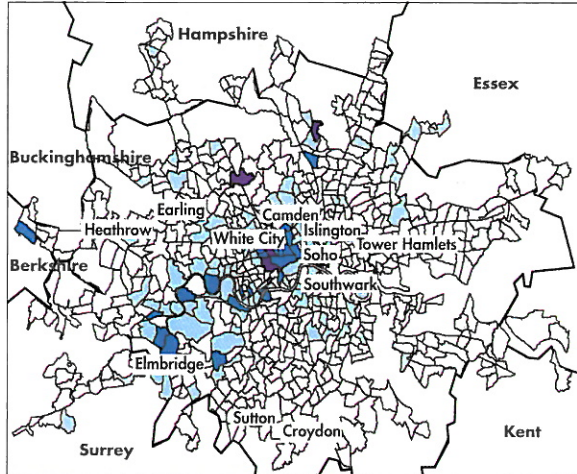 Hampshire
Essex
Buckinghamshire
Earling
Camden
Heathrow
White City
Islington
Tower Hamlets
Soho
Berkshire
Southwark
Elmbridge
Sutton
Croydon
Surrey
Kent